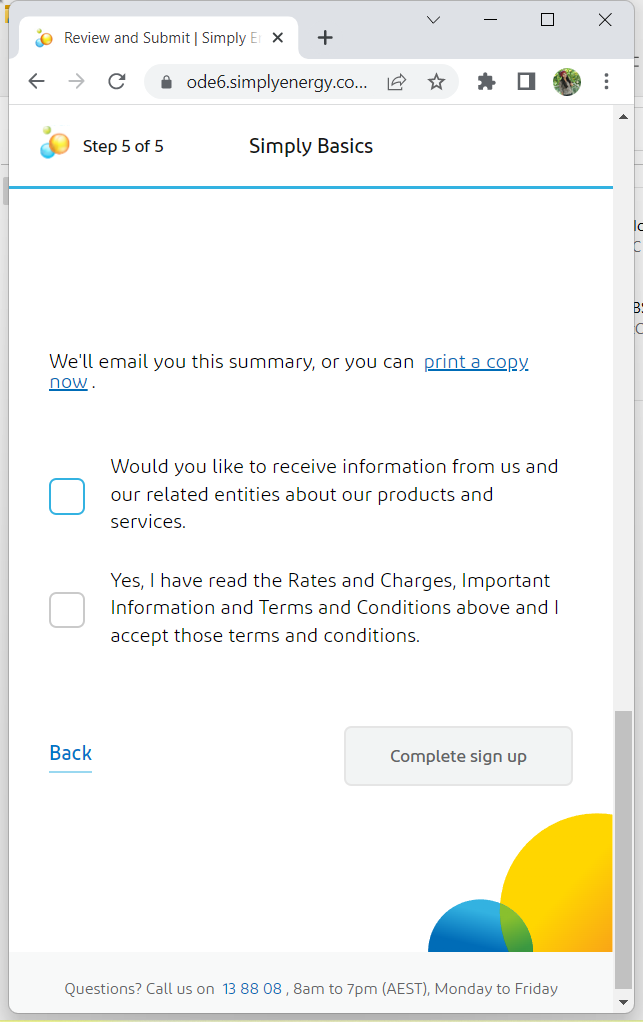 Review and Submit | Simply E
ode6.simplyenergy.co...
Step 5 of 5
Simply Basics
We'll email you this summary, or you can print a copy
now .
Would you like to receive information from us and
our related entities about our products and
services.
Yes, I have read the Rates and Charges, Important
Information and Terms and Conditions above and I
accept those terms and conditions.
Back
Complete sign up
Questions? Call us on 13 88 08 , 8am to 7pm (AEST), Monday to Friday